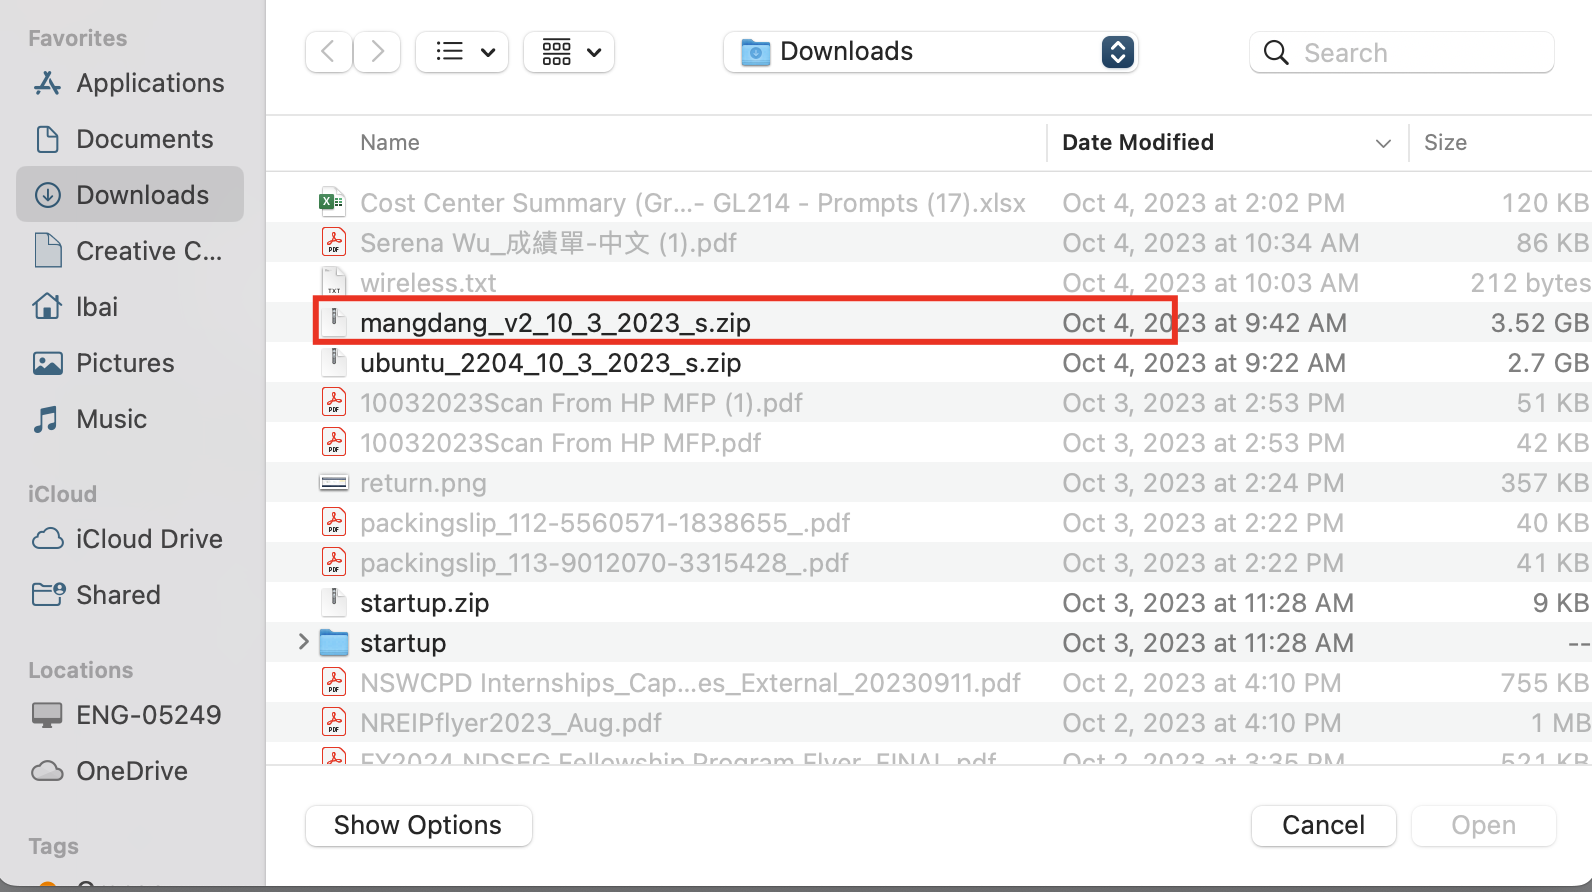 Favorites
Applications
Documents
Downloads
Creative C...
lbai
Pictures
Music
iCloud
iCloud Drive
Shared
Locations
ENG-05249
OneDrive
Tags
Downloads
Search
Name Date Modified Size
Cost Center Summary (Gr...- GL214 - Prompts (17).xlsx Oct 4, 2023 at 2:02 PM 120 KB
Serena Wu_成績單-中文 (1).pdf Oct 4, 2023 at 10:34 AM 86 KB
wireless.txt Oct 4, 2023 at 10:03 AM 212 bytes
mangdang_v2_10_3_2023_s.zip Oct 4, 2023 at 9:42 AM 3.52 GB
ubuntu_2204_10_3_2023_s.zip Oct 4, 2023 at 9:22 AM 2.7 GB
10032023Scan From HP MFP (1).pdf Oct 3, 2023 at 2:53 PM 51 KB
10032023Scan From HP MFP.pdf Oct 3, 2023 at 2:53 PM 42 KB
return.png Oct 3, 2023 at 2:24 PM 357 KB
packingslip_112-5560571-1838655_.pdf Oct 3, 2023 at 2:22 PM 40 KB
packingslip_113-9012070-3315428_.pdf Oct 3, 2023 at 2:22 PM 41 KB
startup.zip Oct 3, 2023 at 11:28 AM 9 KB
startup Oct 3, 2023 at 11:28 AM --
NSWCPD Internships_Cap...es_External_20230911.pdf Oct 2, 2023 at 4:10 PM 755 KB
NREIPflyer2023_Aug.pdf Oct 2, 2023 at 4:10 PM 1 MB
FY2024 NDSEG Fellowship Program Flyer_FINAL.pdf Oct 2, 2023 at 3:35 PM 521 KB
Show Options
Cancel
Open